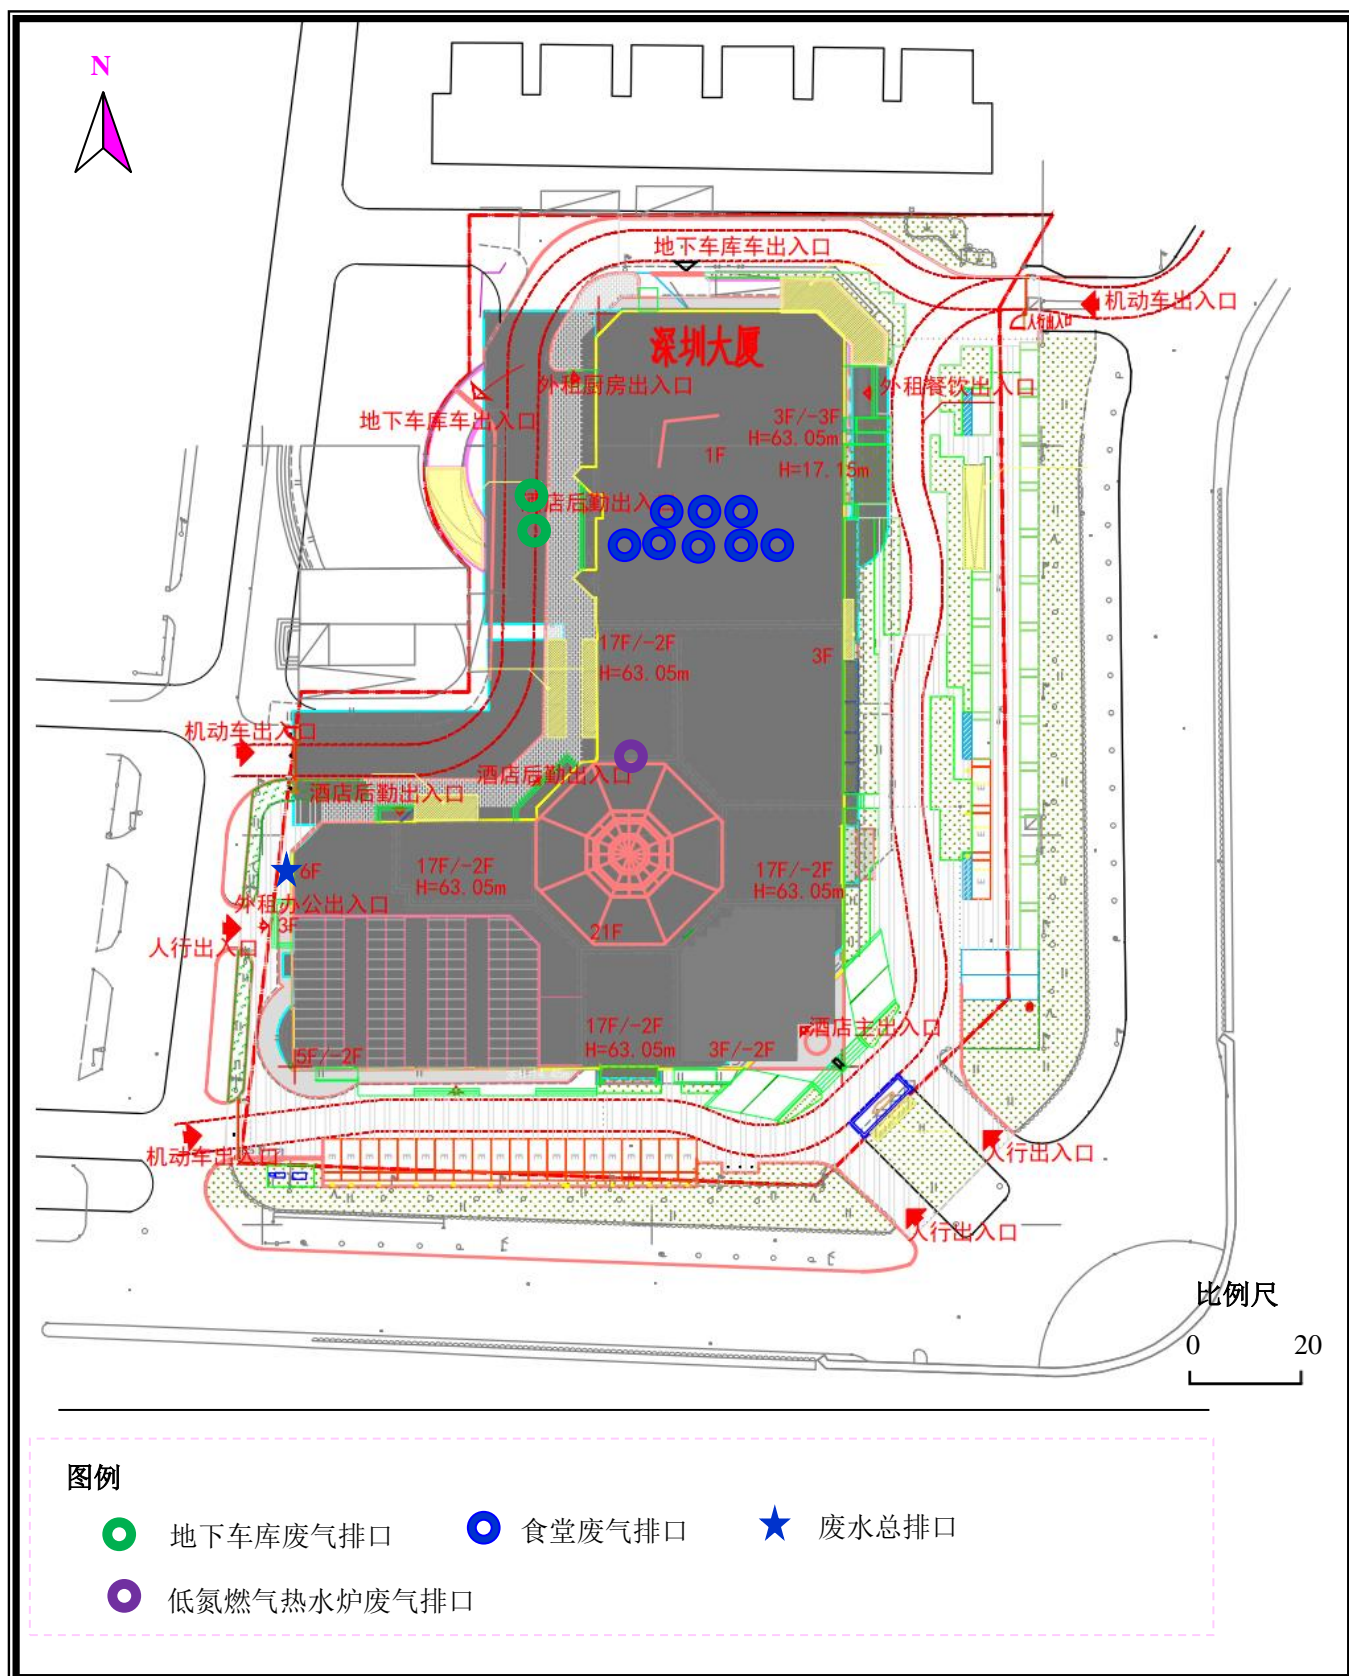 N
地下车库车出入口
机动车出入口
人行出入口
深圳大厦
外租厨房出入口
外租餐饮出入口
地下车库车出入口
3F/-3F
H=63.05m
1F
H=17.15m
店后勤出入口
17F/-2F
H=63.05m
3F
机动车出入口
酒店后勤出入口
酒店后勤出入口
6F
17F/-2F
H=63.05m
17F/-2F
H=63.05m
外租办公出入口
3F
21F
人行出入口
酒店主出入口
17F/-2F
H=63.05m
3F/-2F
5F/-2F
机动车出入口
人行出入口
人行出入口
比例尺
0 20
图例
地下车库废气排口
食堂废气排口
废水总排口
低氮燃气热水炉废气排口